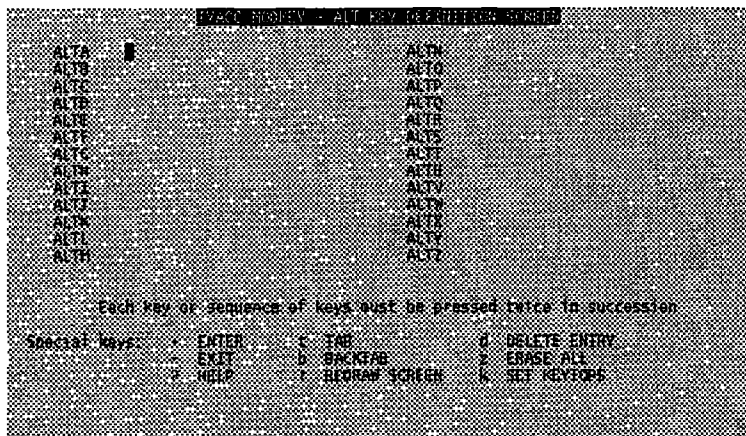 MONEY - ALT KEY DEFINITION SCREEN
ALTA ALTN
ALTB ALTO
ALTC ALTP
ALTD ALTQ
ALTE ALTR
ALTF ALTS
ALTG ALTT
ALTH ALTU
ALTI ALTV
ALTJ ALTW
ALTK ALTX
ALTL ALTY
ALTM ALTZ
Each key or sequence of keys must be pressed twice in succession
Special keys: + ENTER t TAB d DELETE ENTRY
- EXIT b BACKTAB z ERASE ALL
? HELP r REDRAW SCREEN k SET KEYTOPS